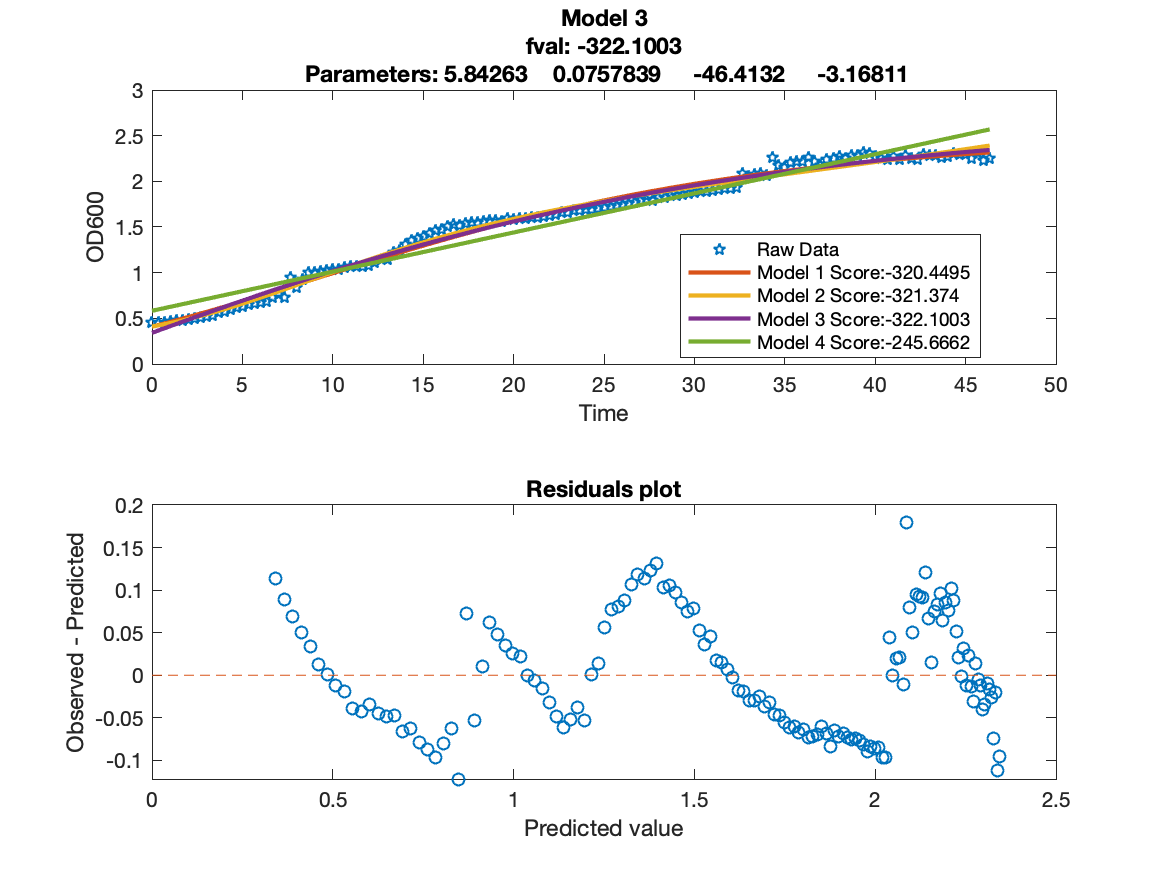 Model 3
fval: -322.1003
Parameters: 5.84263 0.0757839 -46.4132 -3.16811
3
2.5
2
1.5
1
0.5
0
OD600
0 5 10 15 20 25 30 35 40 45 50
Time
Raw Data
Model 1 Score:-320.4495
Model 2 Score:-321.374
Model 3 Score:-322.1003
Model 4 Score:-245.6662
Residuals plot
0.2
0.15
0.1
0.05
0
-0.05
-0.1
Observed - Predicted
0 0.5 1 1.5 2 2.5
Predicted value